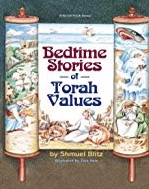 Bedtime
Stories
of
Torah
Values
by Shmuel Blitz